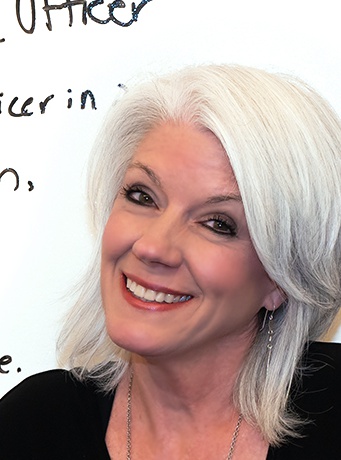 Officer
icer in
n,
e.